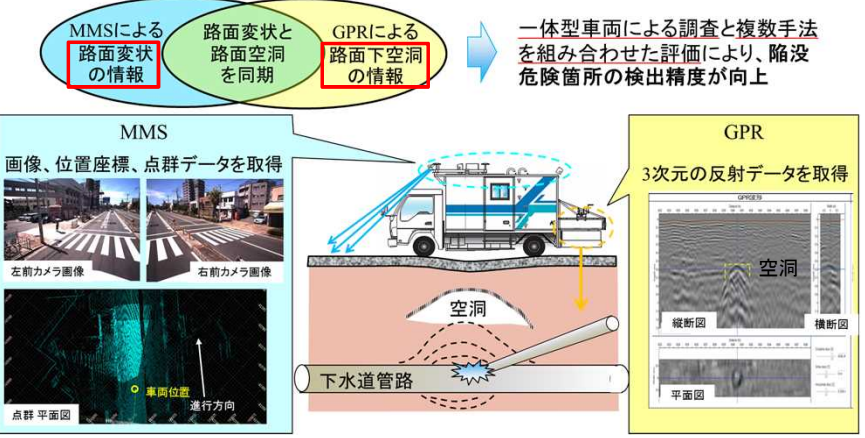 MMSによる
路面変状
の情報
路面変状と
路面空洞
を同期
GPRによる
路面下空洞
の情報
一体型車両による調査と複数手法
を組み合わせた評価により、陥没
危険箇所の検出精度が向上
MMS
画像、位置座標、点群データを取得
左前カメラ画像
右前カメラ画像
車両位置
進行方向
点群 平面図
空洞
下水道管路
GPR
3次元の反射データを取得
空洞
縦断図
横断図
平面図